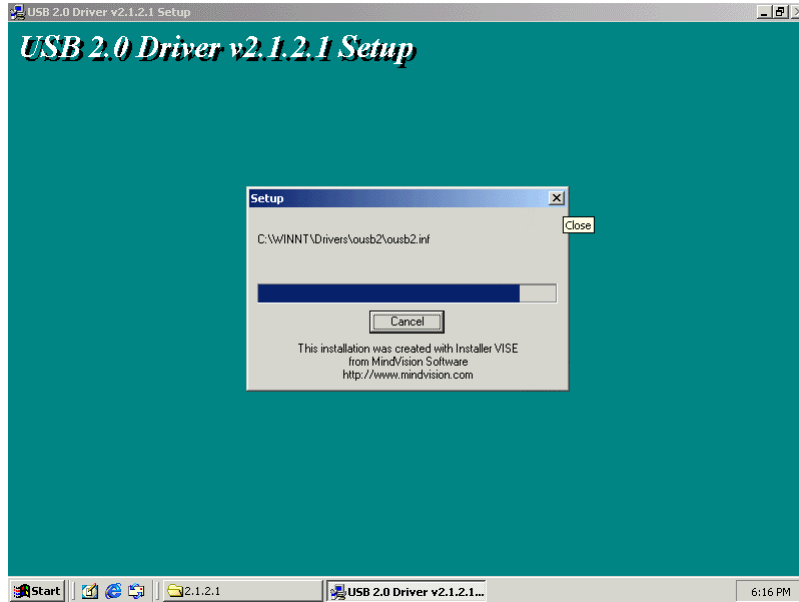 USB 2.0 Driver v2.1.2.1 Setup
USB 2.0 Driver v2.1.2.1 Setup
Setup
Close
C:\WINNT\Drivers\ousb2\ousb2.inf
Cancel
This installation was created with Installer VISE
from MindVision Software
http://www.mindvision.com
Start
2.1.2.1
USB 2.0 Driver v2.1.2.1...
6:16 PM